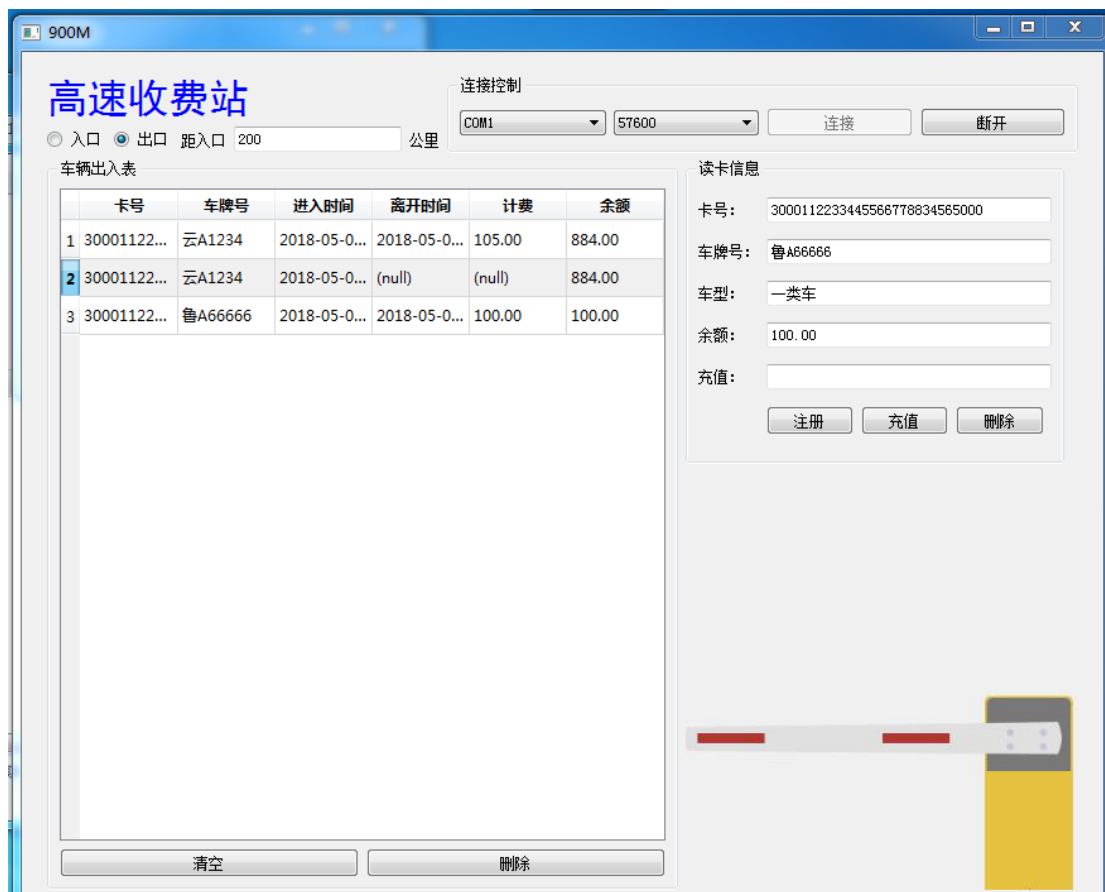 900M
高速收费站
入口 出口 距入口 200 公里
连接控制
COM1 57600 连接 断开
车辆出入表
卡号 车牌号 进入时间 离开时间 计费 余额
1 30001122... 云A1234 2018-05-0... 2018-05-0... 105.00 884.00
2 30001122... 云A1234 2018-05-0... (null) (null) 884.00
3 30001122... 鲁A66666 2018-05-0... 2018-05-0... 100.00 100.00
清空 删除
读卡信息
卡号： 3000112233445566778834565000
车牌号： 鲁A66666
车型： 一类车
余额： 100.00
充值：
注册 充值 删除